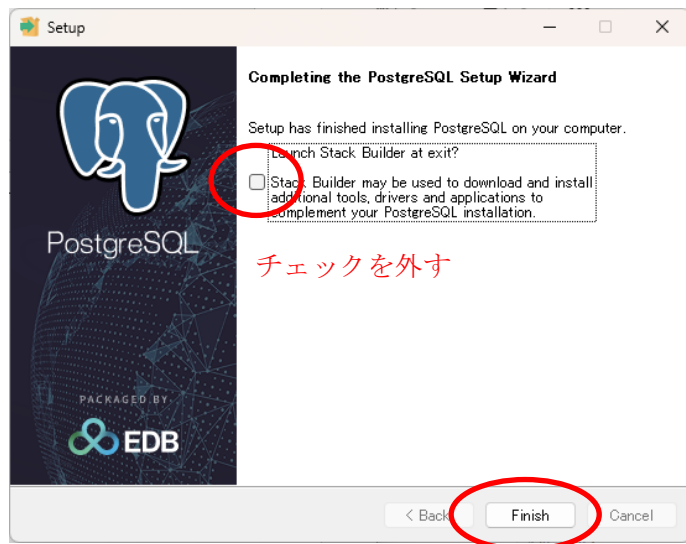 Setup
Completing the PostgreSQL Setup Wizard
Setup has finished installing PostgreSQL on your computer.
Launch Stack Builder at exit?
Stack Builder may be used to download and install
additional tools, drivers and applications to
complement your PostgreSQL installation.
PostgreSQL
チェックを外す
PACKAGED BY
EDB
< Back
Finish
Cancel